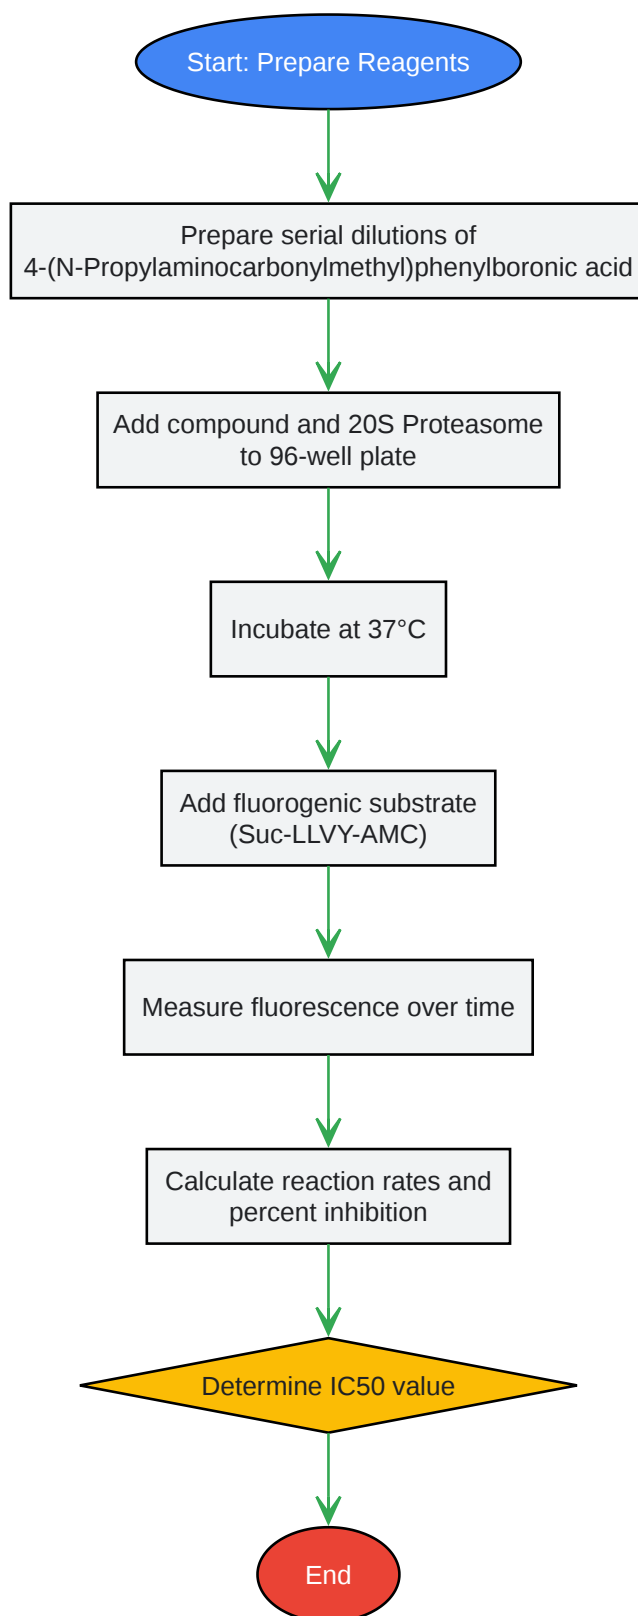 Start: Prepare Reagents
Prepare serial dilutions of
4-(N-Propylaminocarbonylmethyl)phenylboronic acid
Add compound and 20S Proteasome
to 96-well plate
Incubate at 37°C
Add fluorogenic substrate
(Suc-LLVY-AMC)
Measure fluorescence over time
Calculate reaction rates and
percent inhibition
Determine IC50 value
End